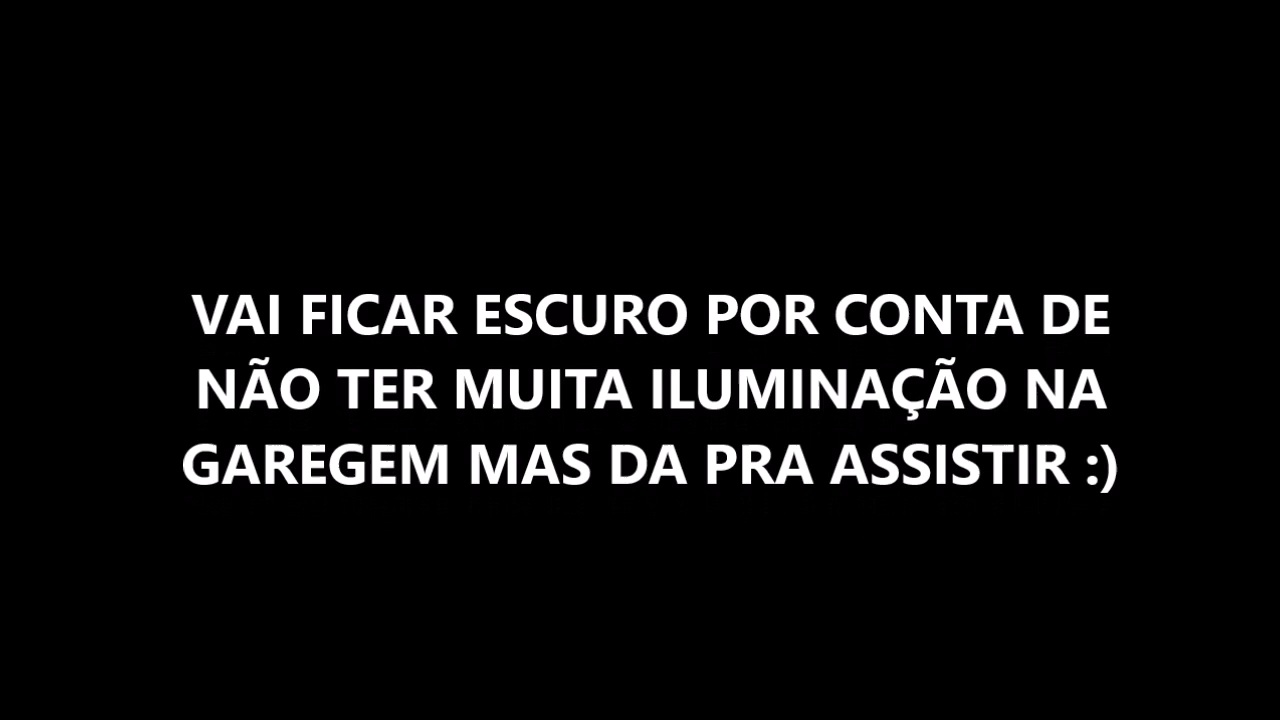 VAI FICAR ESCURO POR CONTA DE
NÃO TER MUITA ILUMINAÇÃO NA
GAREGEM MAS DA PRA ASSISTIR :)